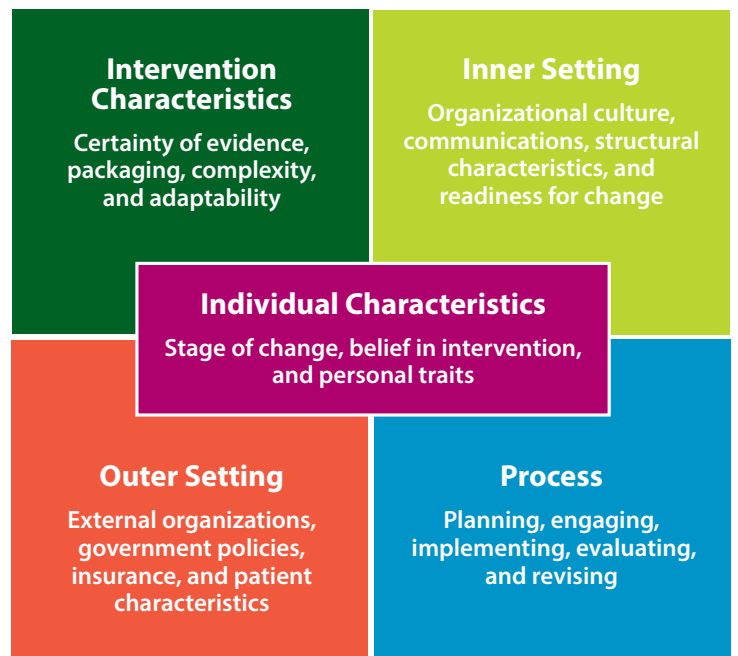 Intervention
Characteristics
Certainty of evidence,
packaging, complexity,
and adaptability
Inner Setting
Organizational culture,
communications, structural
characteristics, and
readiness for change
Individual Characteristics
Stage of change, belief in intervention,
and personal traits
Outer Setting
External organizations,
government policies,
insurance, and patient
characteristics
Process
Planning, engaging,
implementing, evaluating,
and revising